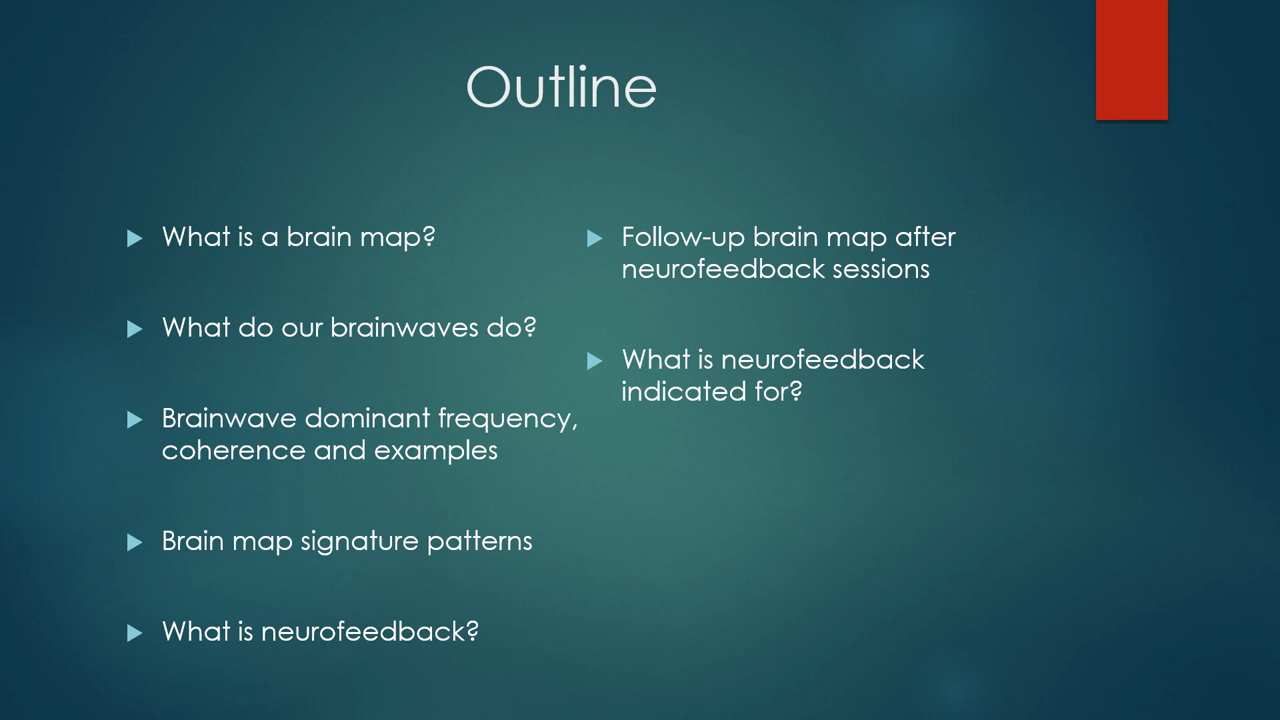 Outline
What is a brain map?
What do our brainwaves do?
Brainwave dominant frequency,
coherence and examples
Brain map signature patterns
What is neurofeedback?
Follow-up brain map after
neurofeedback sessions
What is neurofeedback
indicated for?